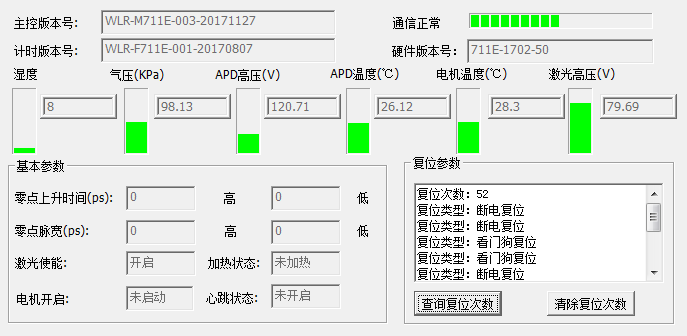 主控版本号: WLR-M711E-003-20171127 通信正常
计时版本号: WLR-F711E-001-20170807 硬件版本号: 711E-1702-50
湿度 气压(KPa) APD高压(V) APD温度(℃) 电机温度(℃) 激光高压(V)
8 98.13 120.71 26.12 28.3 79.69
基本参数
零点上升时间(ps): 0 高 0 低
零点脉宽(ps): 0 高 0 低
激光使能: 开启 加热状态: 未加热
电机开启: 未启动 心跳状态: 未开启
复位参数
复位次数: 52
复位类型: 断电复位
复位类型: 断电复位
复位类型: 看门狗复位
复位类型: 看门狗复位
复位类型: 断电复位
查询复位次数 清除复位次数